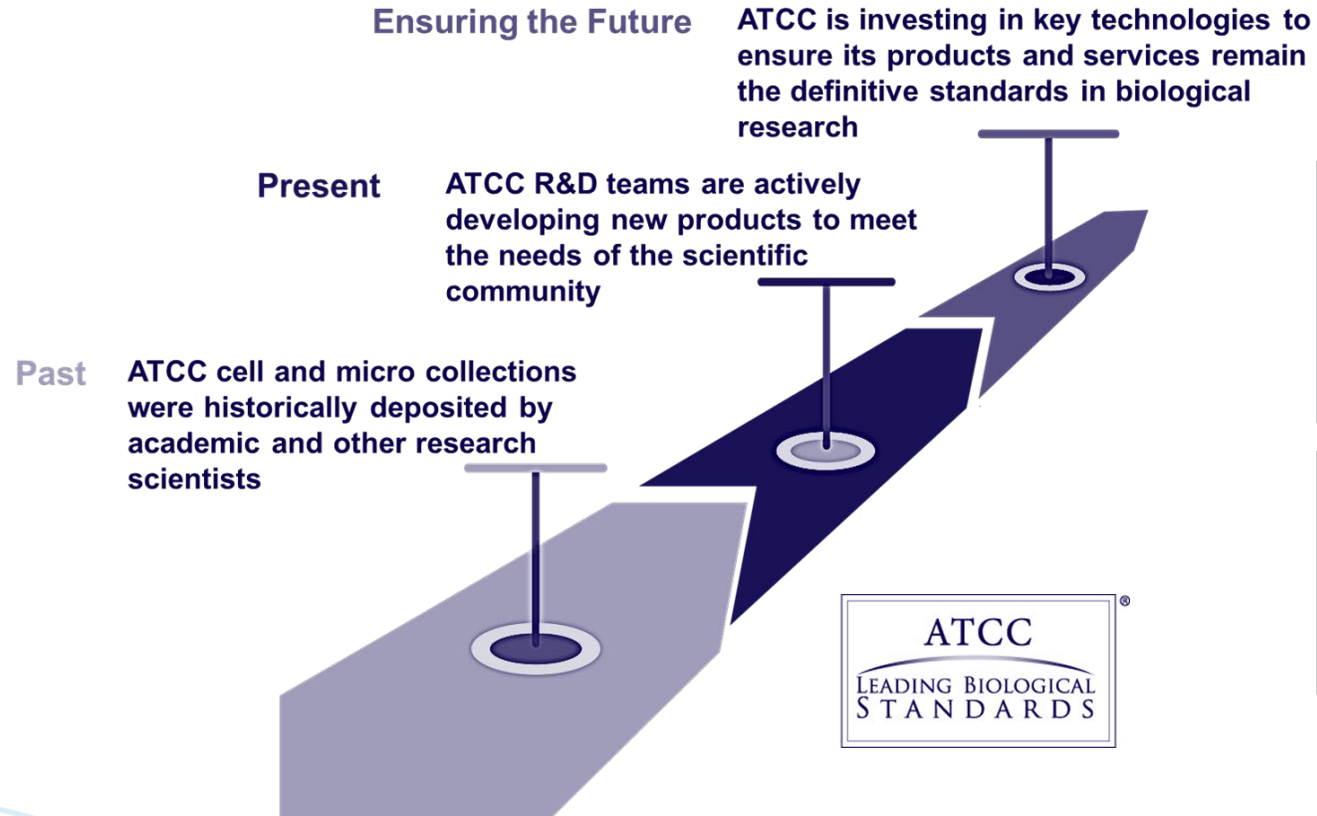 Ensuring the Future
ATCC is investing in key technologies to
ensure its products and services remain
the definitive standards in biological
research
Present
ATCC R&D teams are actively
developing new products to meet
the needs of the scientific
community
Past
ATCC cell and micro collections
were historically deposited by
academic and other research
scientists
ATCC
LEADING BIOLOGICAL
STANDARDS
®